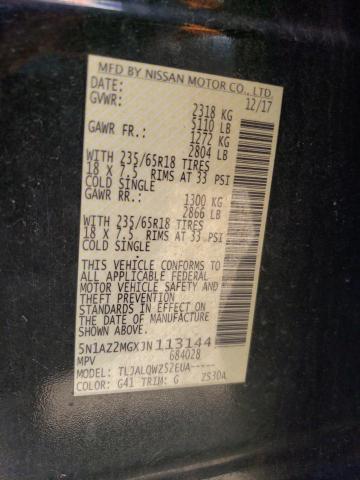 MFD BY NISSAN MOTOR CO., LTD.
DATE: 12/17
GVWR: 2318 KG
5110 LB
GAWR FR.: 1272 KG
2804 LB
WITH 235/65R18 TIRES
18 X 7.5 RIMS AT 33 PSI
COLD SINGLE
GAWR RR.: 1300 KG
2866 LB
WITH 235/65R18 TIRES
18 X 7.5 RIMS AT 33 PSI
COLD SINGLE
THIS VEHICLE CONFORMS TO
ALL APPLICABLE FEDERAL
MOTOR VEHICLE SAFETY AND
THEFT PREVENTION
STANDARDS IN EFFECT ON
THE DATE OF MANUFACTURE
SHOWN ABOVE.
5N1AZ2MGXJN113144
MPV 684028
MODEL: TLJALQWZ52EUA-----
COLOR: G41 TRIM: G ZS30A